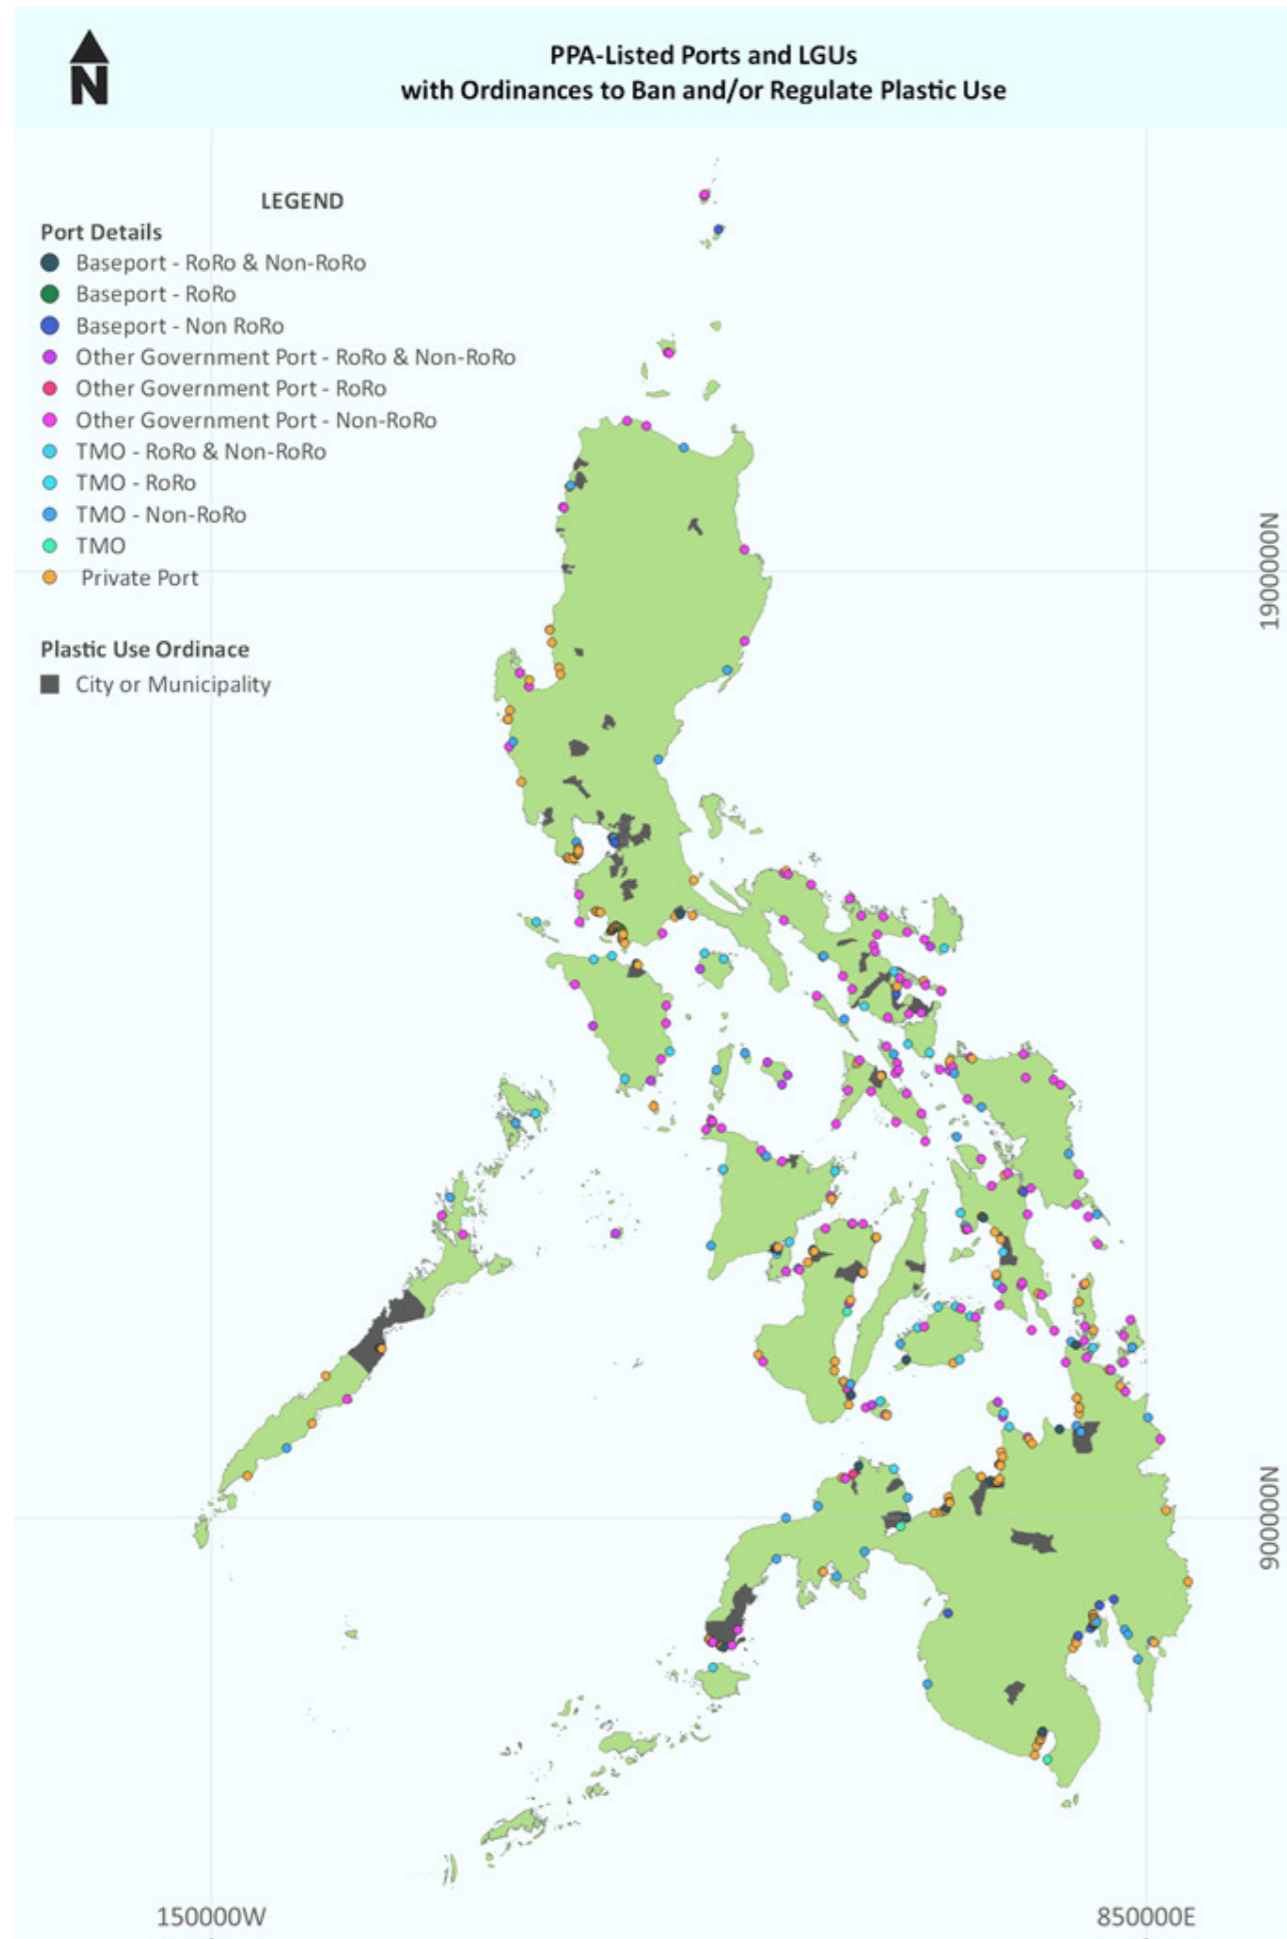 N
PPA-Listed Ports and LGUs
with Ordinances to Ban and/or Regulate Plastic Use
LEGEND
Port Details
Baseport - RoRo & Non-RoRo
Baseport - RoRo
Baseport - Non RoRo
Other Government Port - RoRo & Non-RoRo
Other Government Port - RoRo
Other Government Port - Non-RoRo
TMO - RoRo & Non-RoRo
TMO - RoRo
TMO - Non-RoRo
TMO
Private Port
Plastic Use Ordinace
City or Municipality
1900000N
900000N
150000W
850000E